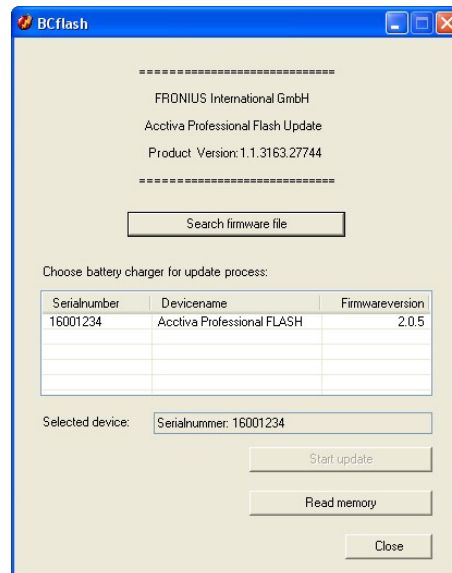 BCflash
============================
FRONIUS International GmbH
Acctiva Professional Flash Update
Product Version: 1.1.3163.27744
============================
Search firmware file
Choose battery charger for update process:
Serialnumber Devicename Firmwareversion
16001234 Acctiva Professional FLASH 2.0.5
Selected device: Serialnummer: 16001234
Start update
Read memory
Close